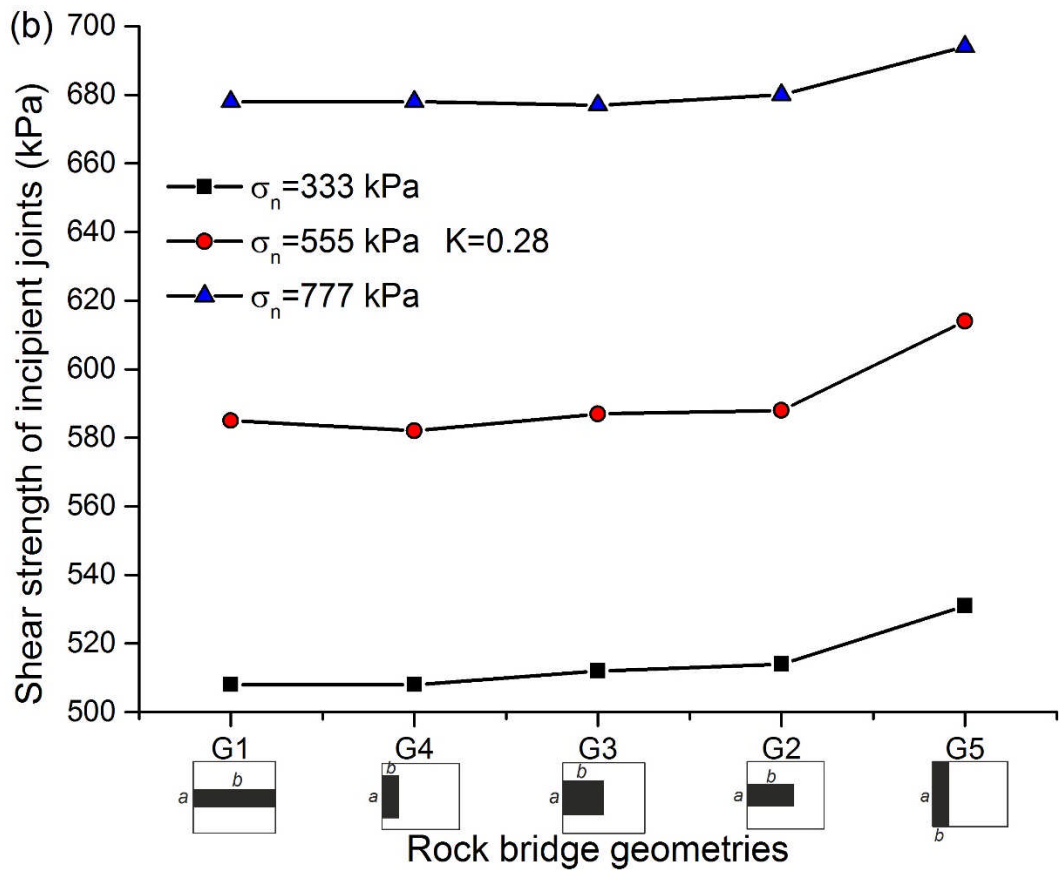 (b)
Shear strength of incipient joints (kPa)
700
680
660
640
620
600
580
560
540
520
500
σn=333 kPa
σn=555 kPa K=0.28
σn=777 kPa
G1 G4 G3 G2 G5
a b a b a b a b a b
Rock bridge geometries